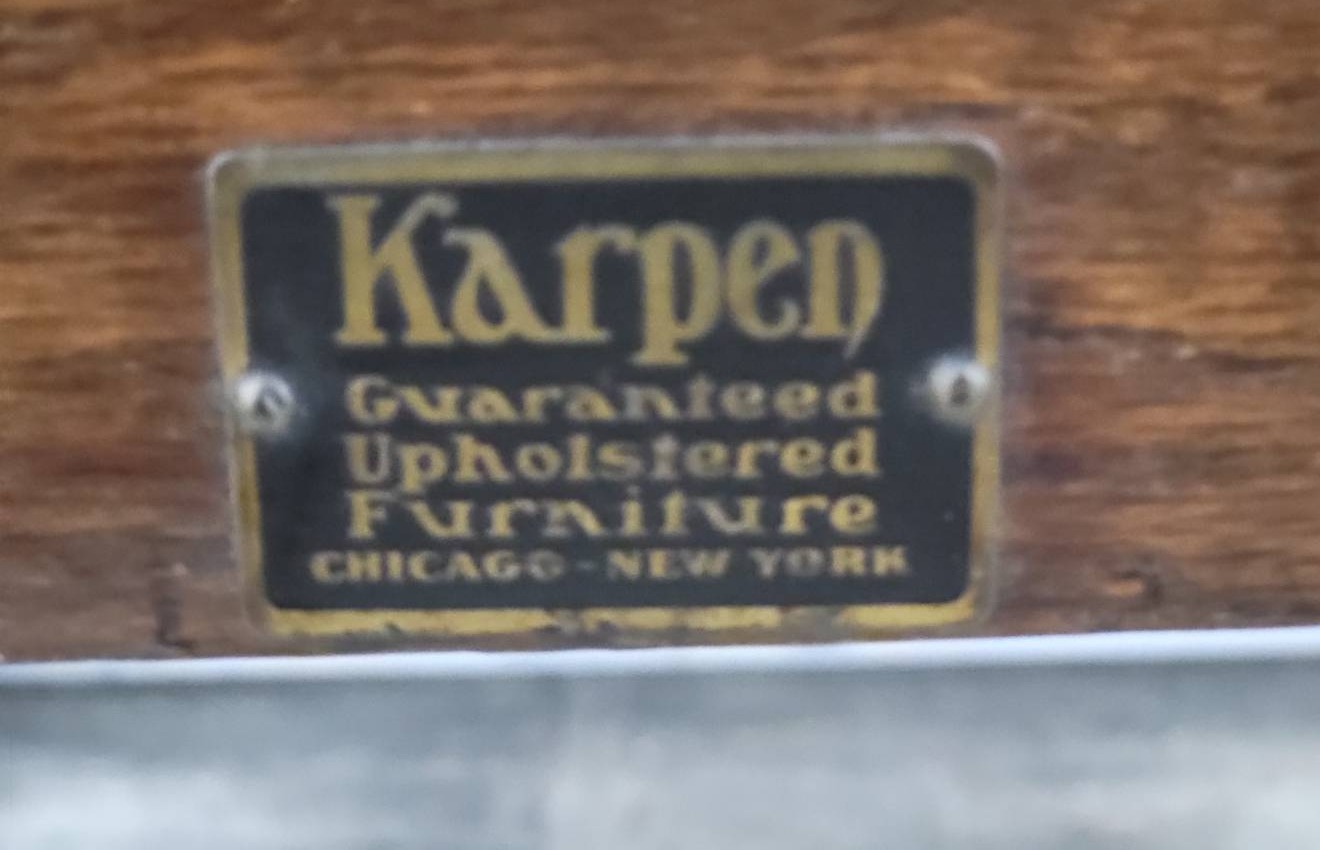 Karpen
Guaranteed
Upholstered
Furniture
CHICAGO - NEW YORK